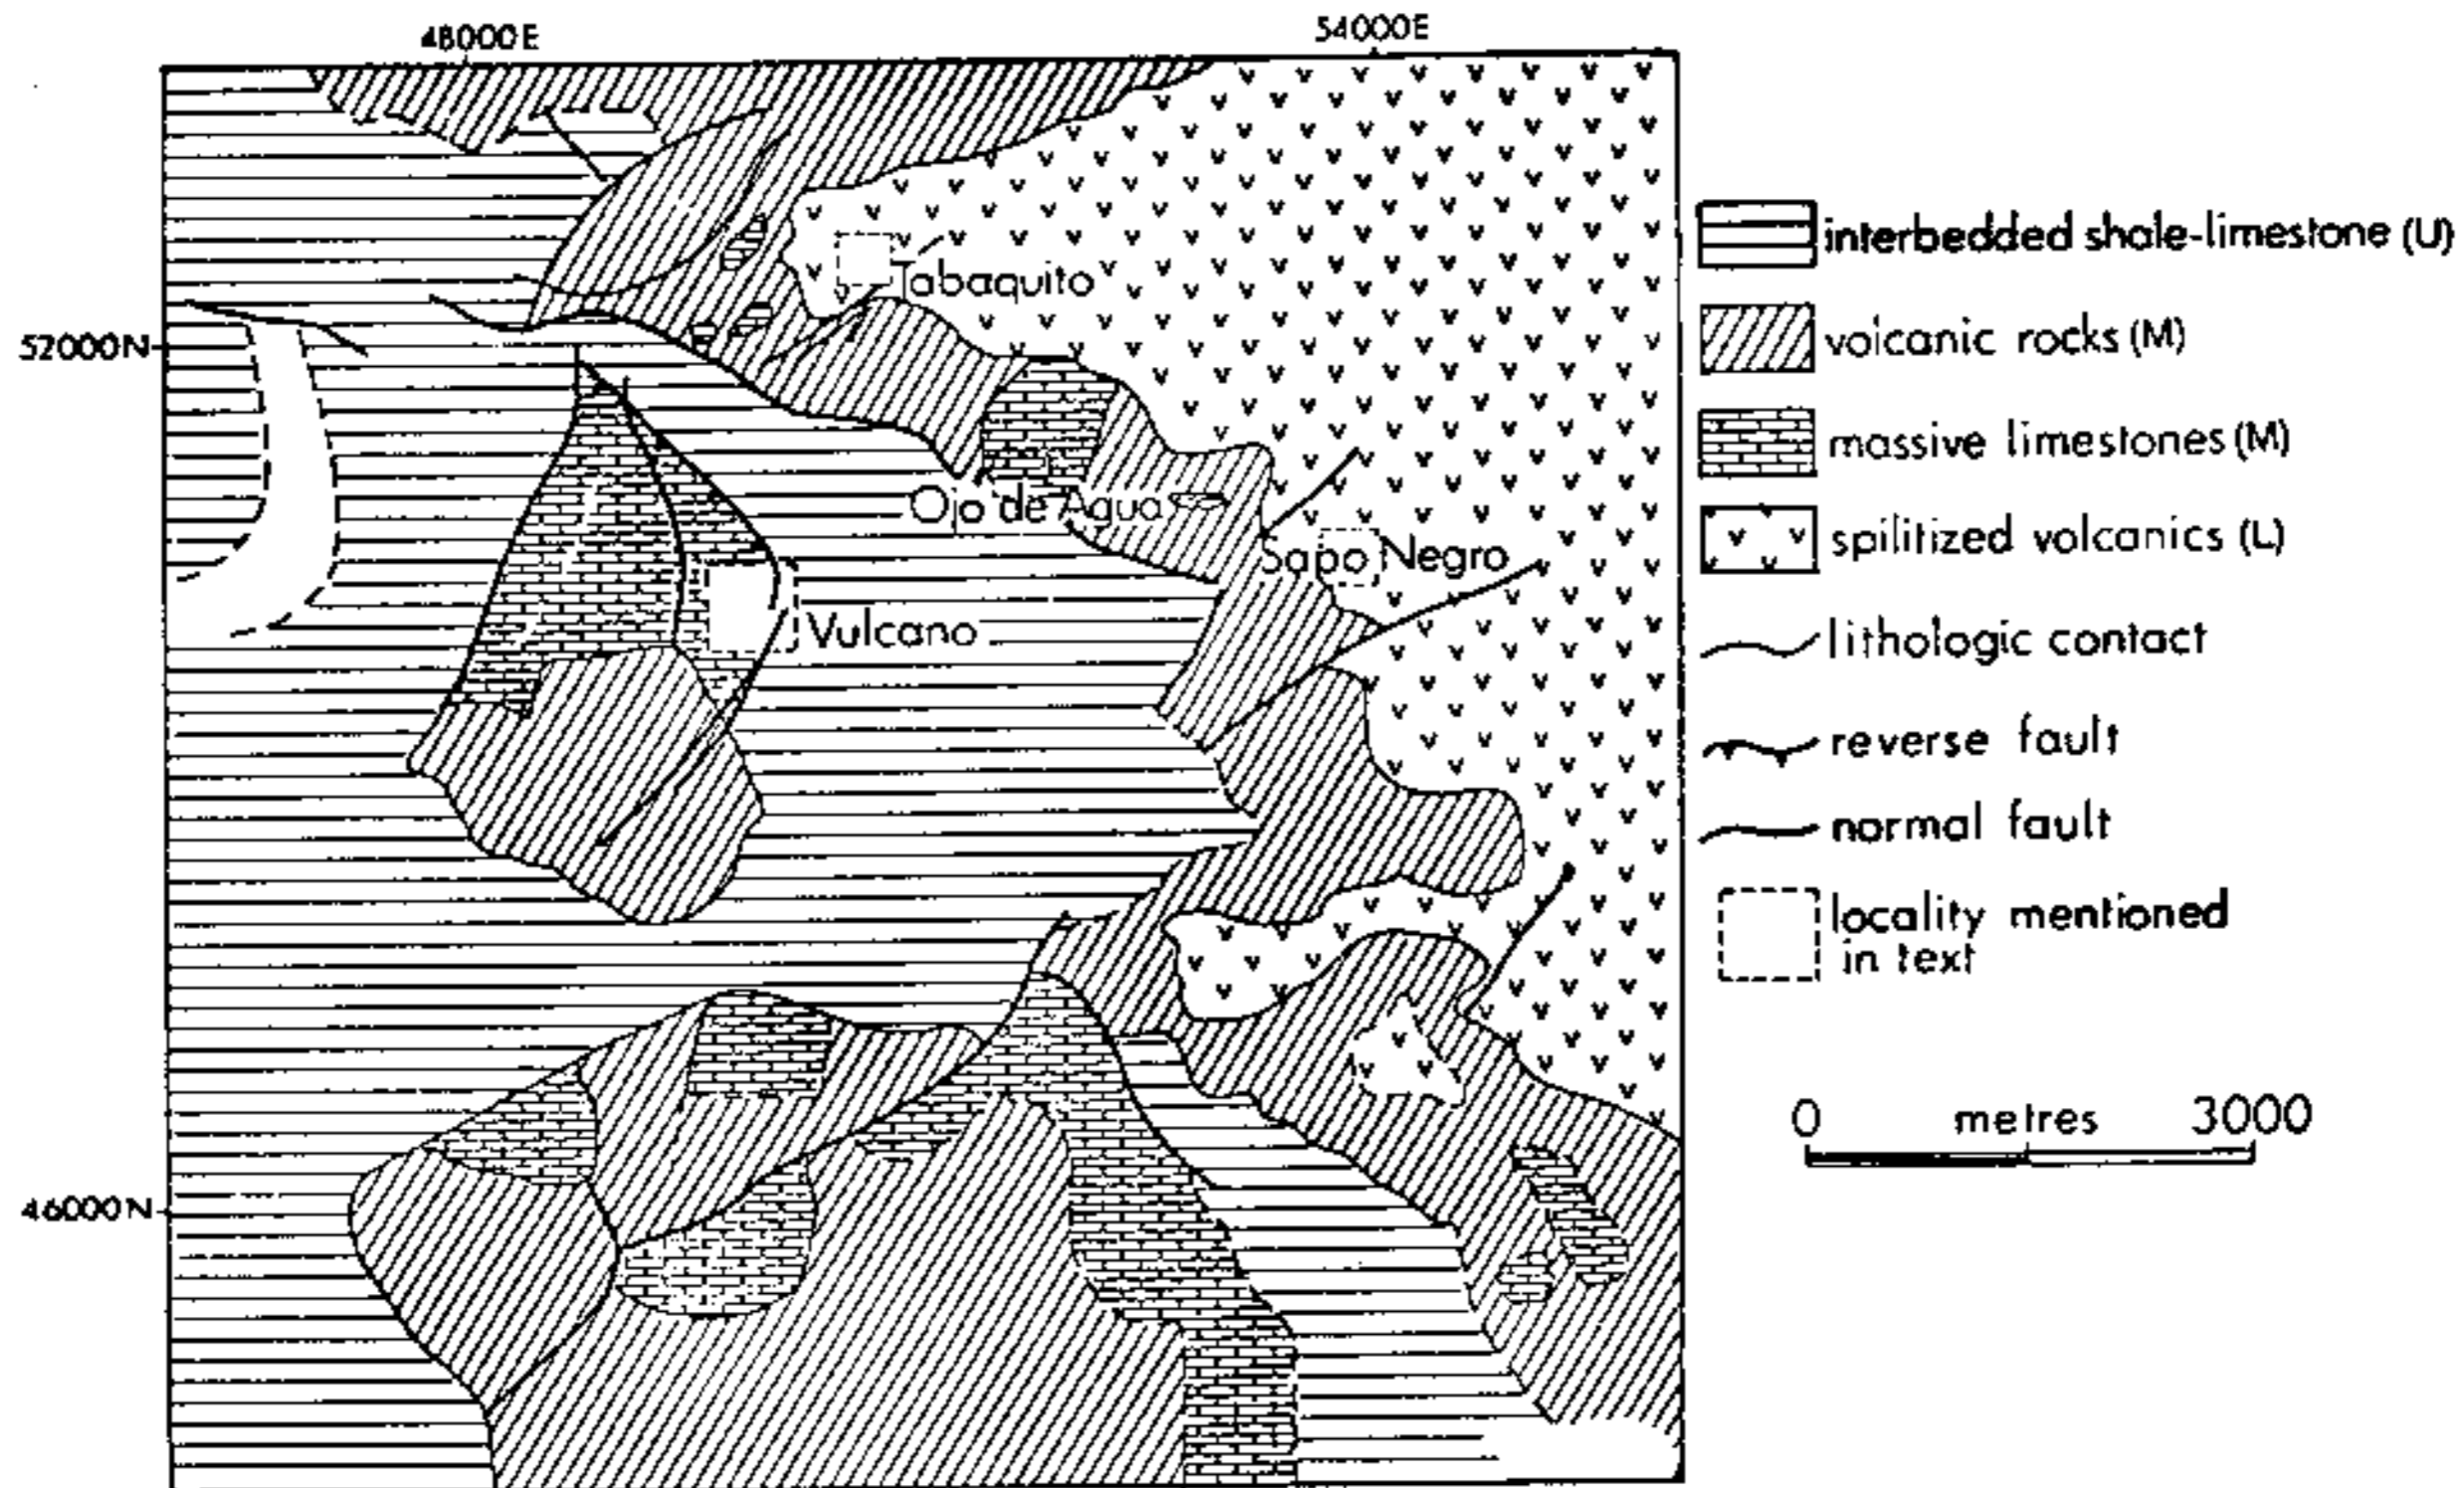 48000E
54000E
52000N
46000N
Tabaquito
Ojo de Agua
Sapo Negro
Vulcano
interbedded shale-limestone (U)
volcanic rocks (M)
massive limestones (M)
spilitized volcanics (L)
lithologic contact
reverse fault
normal fault
locality mentioned
in text
0 metres 3000